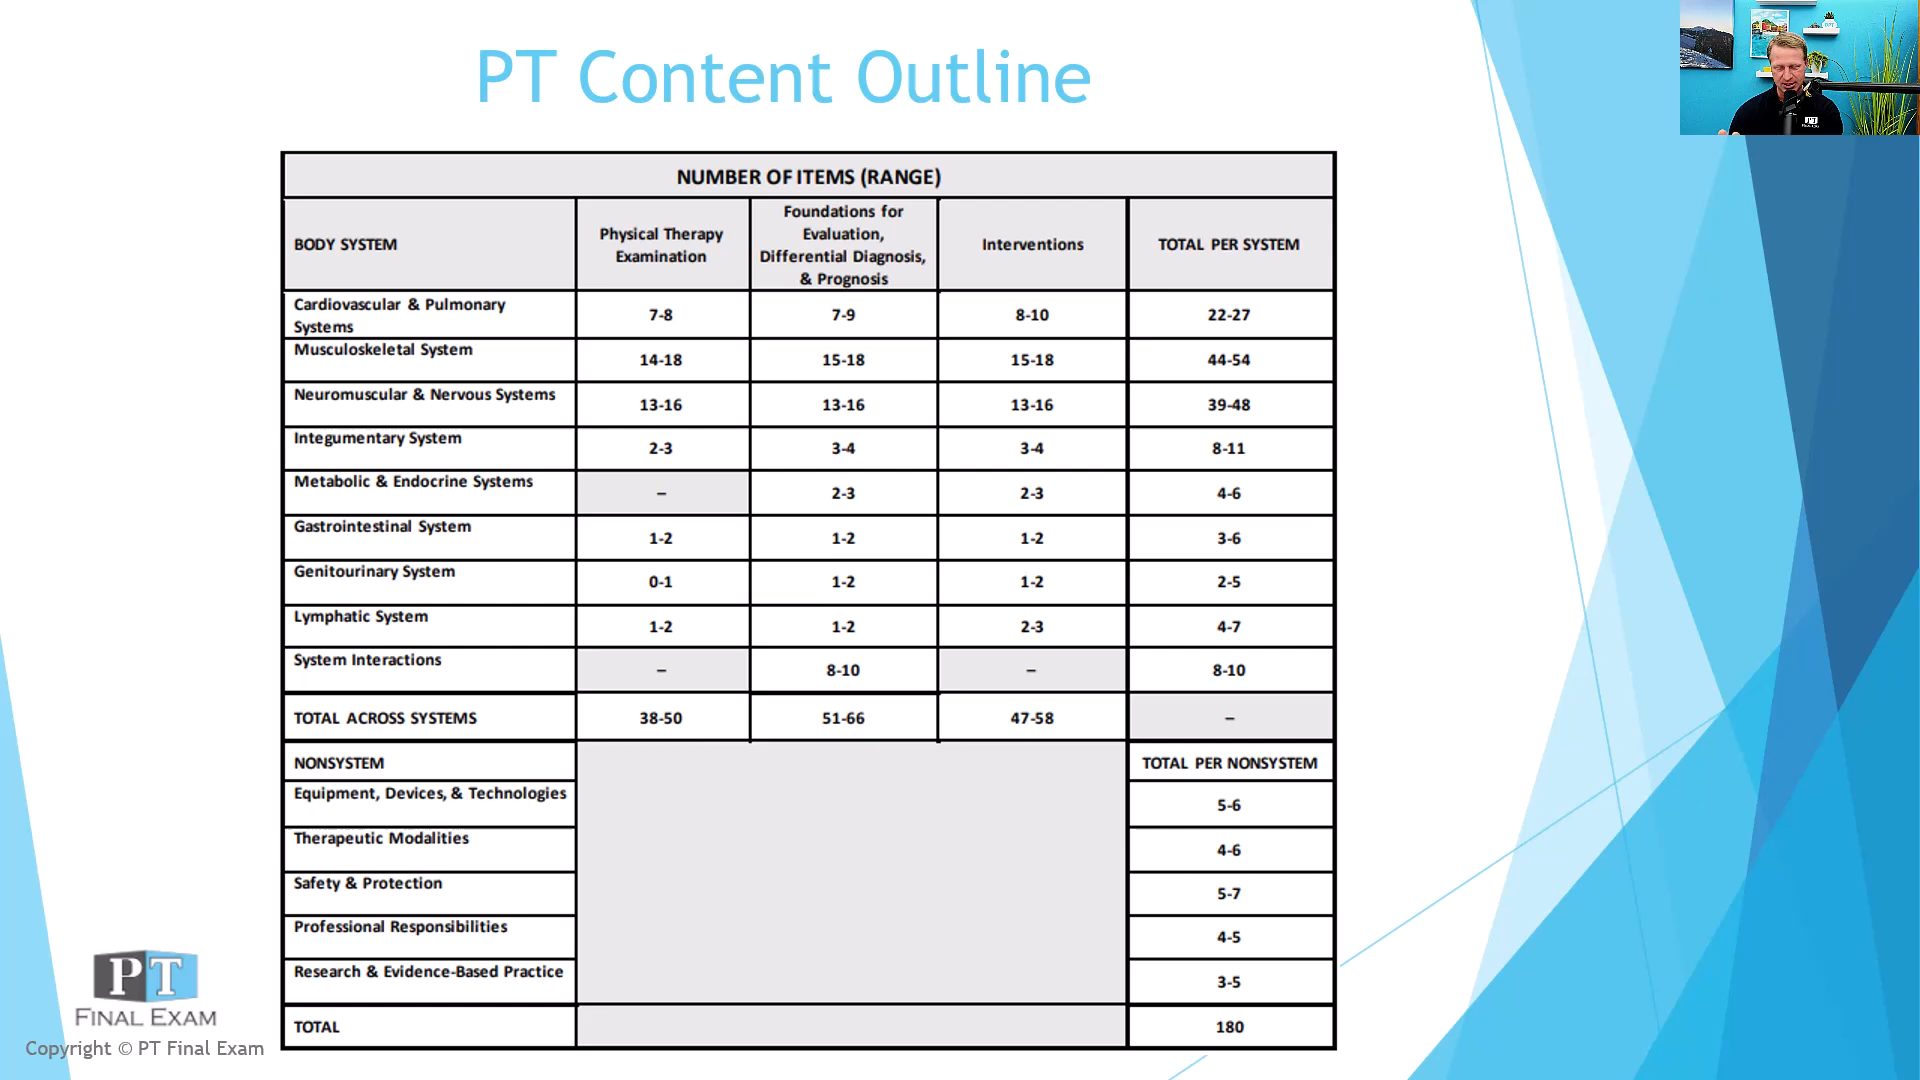 PT Content Outline
NUMBER OF ITEMS (RANGE)
BODY SYSTEM
Physical Therapy
Examination
Foundations for
Evaluation,
Differential Diagnosis,
& Prognosis
Interventions
TOTAL PER SYSTEM
Cardiovascular & Pulmonary
Systems
7-8
7-9
8-10
22-27
Musculoskeletal System
14-18
15-18
15-18
44-54
Neuromuscular & Nervous Systems
13-16
13-16
13-16
39-48
Integumentary System
2-3
3-4
3-4
8-11
Metabolic & Endocrine Systems
–
2-3
2-3
4-6
Gastrointestinal System
1-2
1-2
1-2
3-6
Genitourinary System
0-1
1-2
1-2
2-5
Lymphatic System
1-2
1-2
2-3
4-7
System Interactions
–
8-10
–
8-10
TOTAL ACROSS SYSTEMS
38-50
51-66
47-58
–
NONSYSTEM
TOTAL PER NONSYSTEM
Equipment, Devices, & Technologies
5-6
Therapeutic Modalities
4-6
Safety & Protection
5-7
Professional Responsibilities
4-5
Research & Evidence-Based Practice
3-5
TOTAL
180
PT
FINAL EXAM
Copyright © PT Final Exam